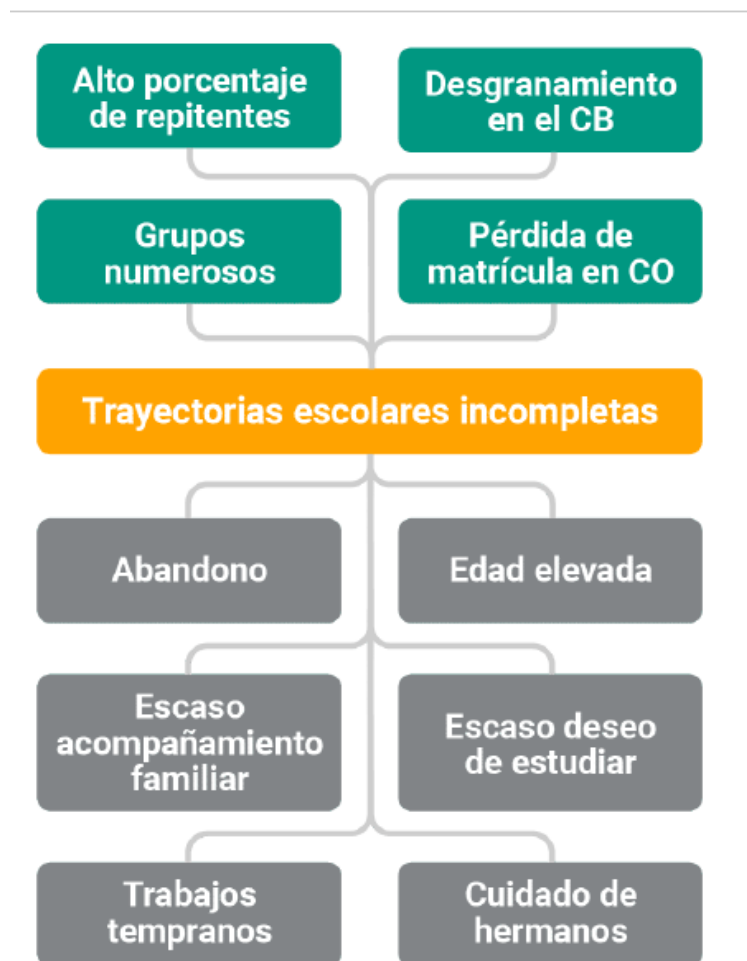 Alto porcentaje
de repitentes
Desgranamiento
en el CB
Grupos
numerosos
Pérdida de
matrícula en CO
Trayectorias escolares incompletas
Abandono
Edad elevada
Escaso
acompañamiento
familiar
Escaso deseo
de estudiar
Trabajos
tempranos
Cuidado de
hermanos